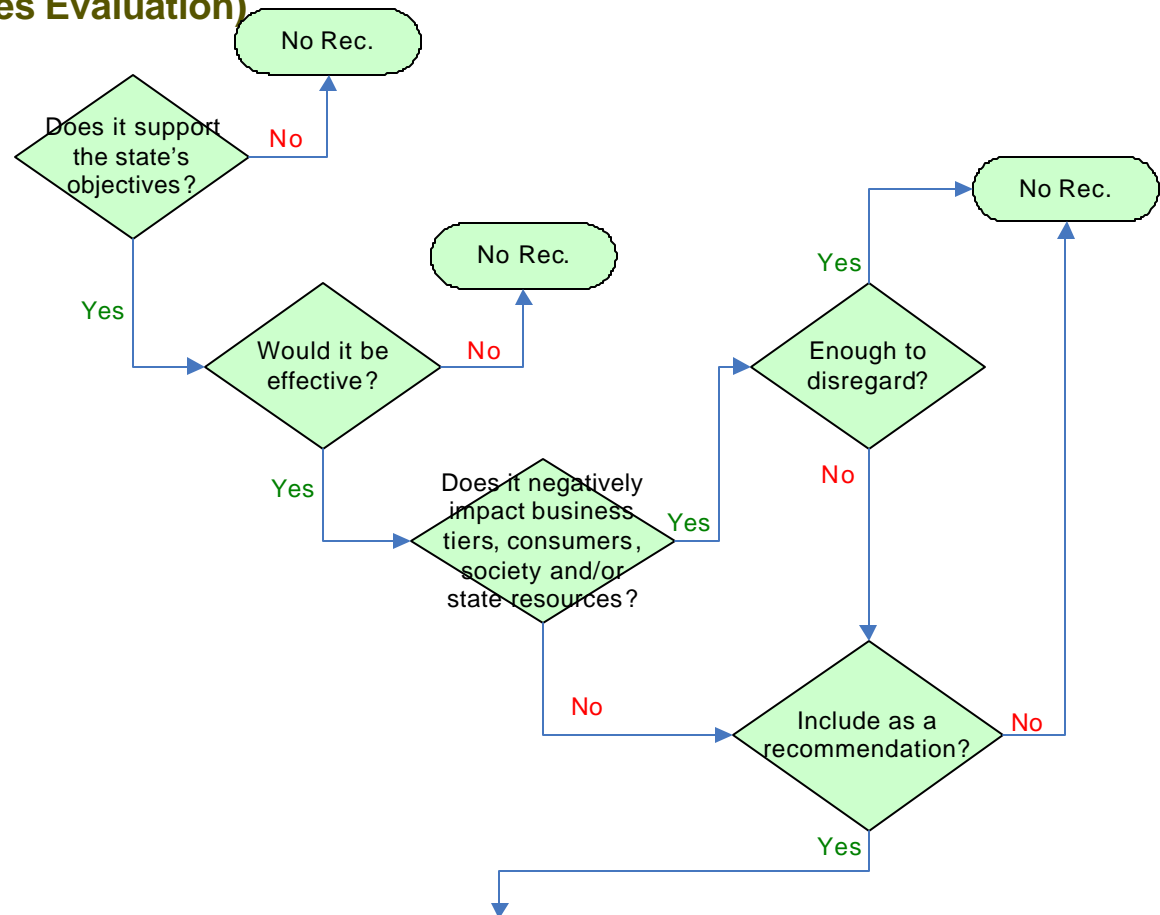 es Evaluation)
No Rec.
Does it support
the state's
objectives?
No
Yes
No Rec.
Would it be
effective?
No
Yes
Does it negatively
impact business
tiers, consumers,
society and/or
state resources?
Yes
No
No Rec.
Yes
Enough to
disregard?
No
Include as a
recommendation?
No
Yes